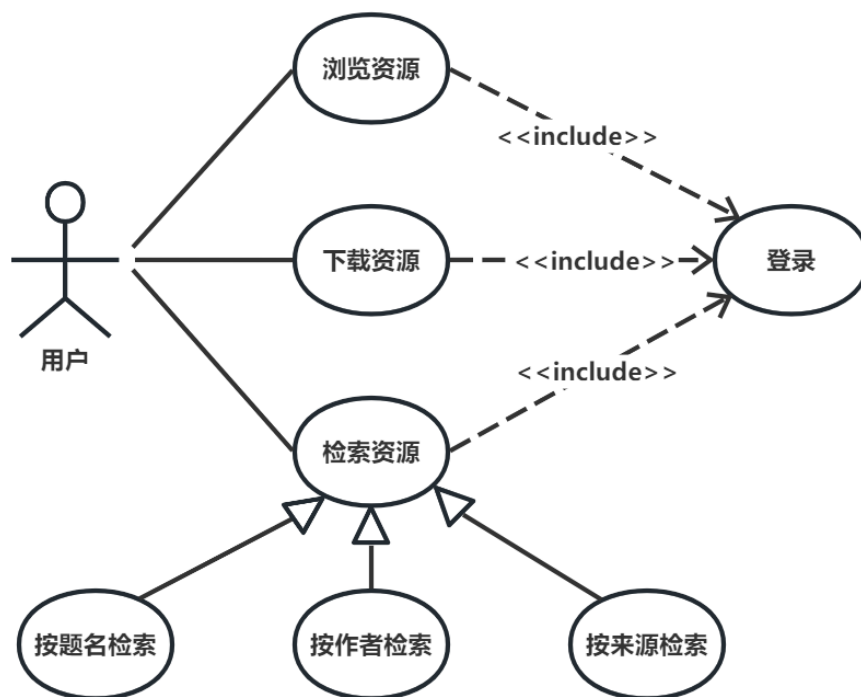 浏览资源
<<include>>
下载资源
<<include>>
登录
用户
<<include>>
检索资源
按题名检索
按作者检索
按来源检索